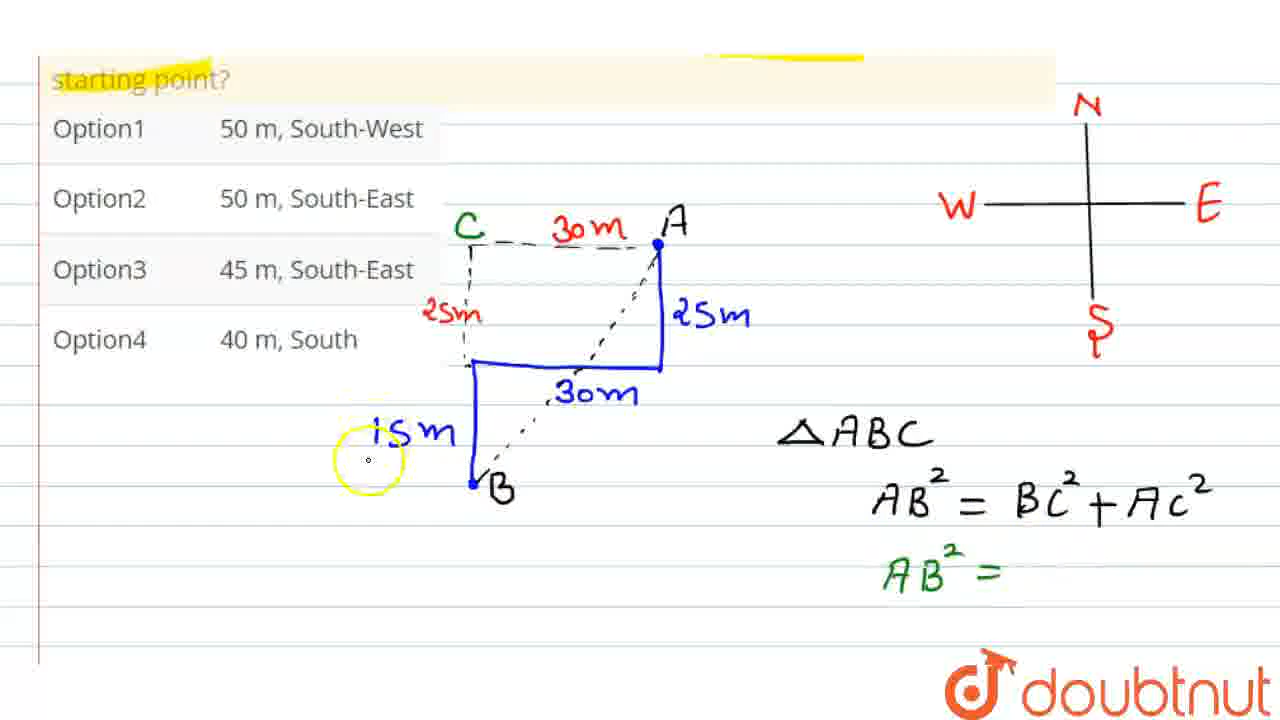 starting point?
N
Option1 50 m, South-West
W E
Option2 50 m, South-East
C 30m A
Option3 45 m, South-East
25m 25m
S
Option4 40 m, South
30m
15m
△ABC
B
AB² = BC² + AC²
AB² =
doubtnut